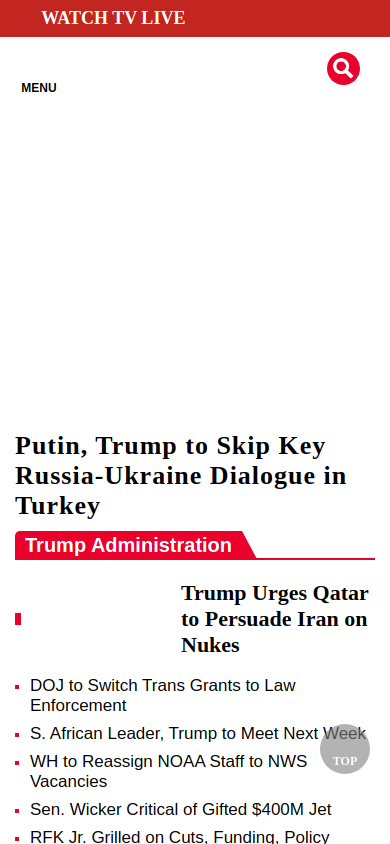 WATCH TV LIVE
MENU
Putin, Trump to Skip Key
Russia-Ukraine Dialogue in
Turkey
Trump Administration
Trump Urges Qatar
to Persuade Iran on
Nukes
DOJ to Switch Trans Grants to Law
Enforcement
S. African Leader, Trump to Meet Next Week
WH to Reassign NOAA Staff to NWS
Vacancies
TOP
Sen. Wicker Critical of Gifted $400M Jet
RFK Jr. Grilled on Cuts, Funding, Policy